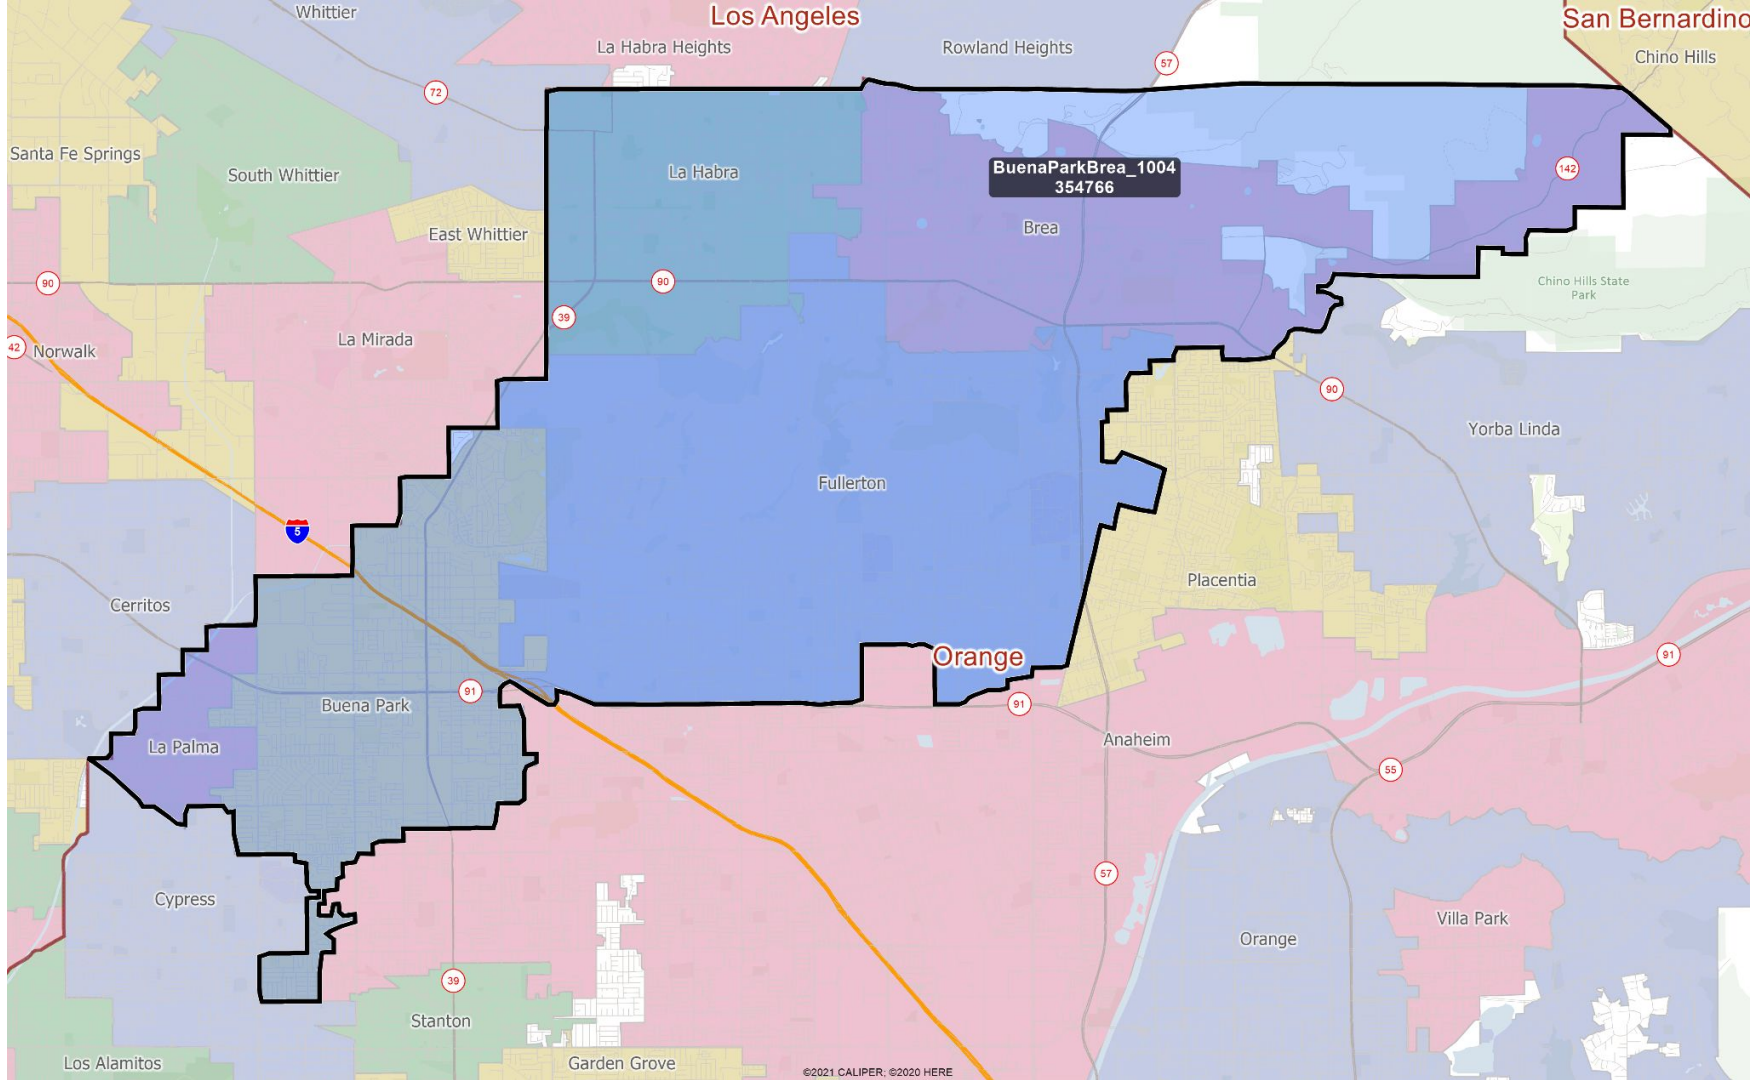 Whittier
Los Angeles
San Bernardino
La Habra Heights
Rowland Heights
57
Chino Hills
72
Santa Fe Springs
South Whittier
La Habra
BuenaParkBrea_1004
354766
142
East Whittier
Brea
90
90
Chino Hills State
Park
39
42
Norwalk
La Mirada
90
Yorba Linda
Fullerton
5
Placentia
Cerritos
Orange
91
91
91
Buena Park
La Palma
Anaheim
55
57
Cypress
Villa Park
Orange
39
Stanton
Los Alamitos
Garden Grove
©2021 CALIPER; ©2020 HERE